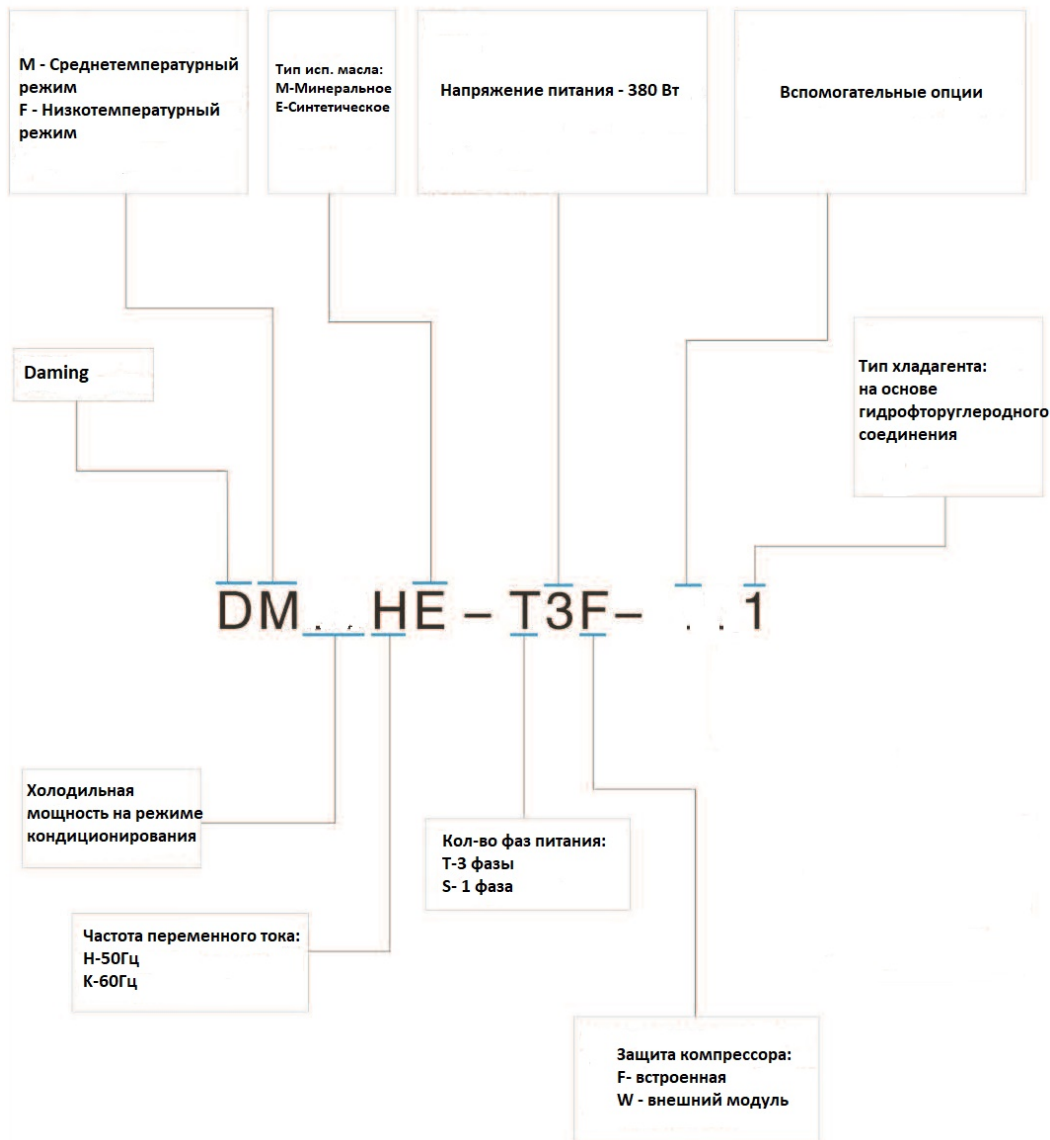 М - Среднетемпературный
режим
F - Низкотемпературный
режим
Тип исп. масла:
М-Минеральное
Е-Синтетическое
Напряжение питания - 380 Вт
Вспомогательные опции
Daming
Тип хладагента:
на основе
гидрофторуглеродного
соединения
DM . . HE – T3F – . . 1
Холодильная
мощность на режиме
кондиционирования
Кол-во фаз питания:
Т-3 фазы
S- 1 фаза
Частота переменного тока:
Н-50Гц
К-60Гц
Защита компрессора:
F- встроенная
W - внешний модуль